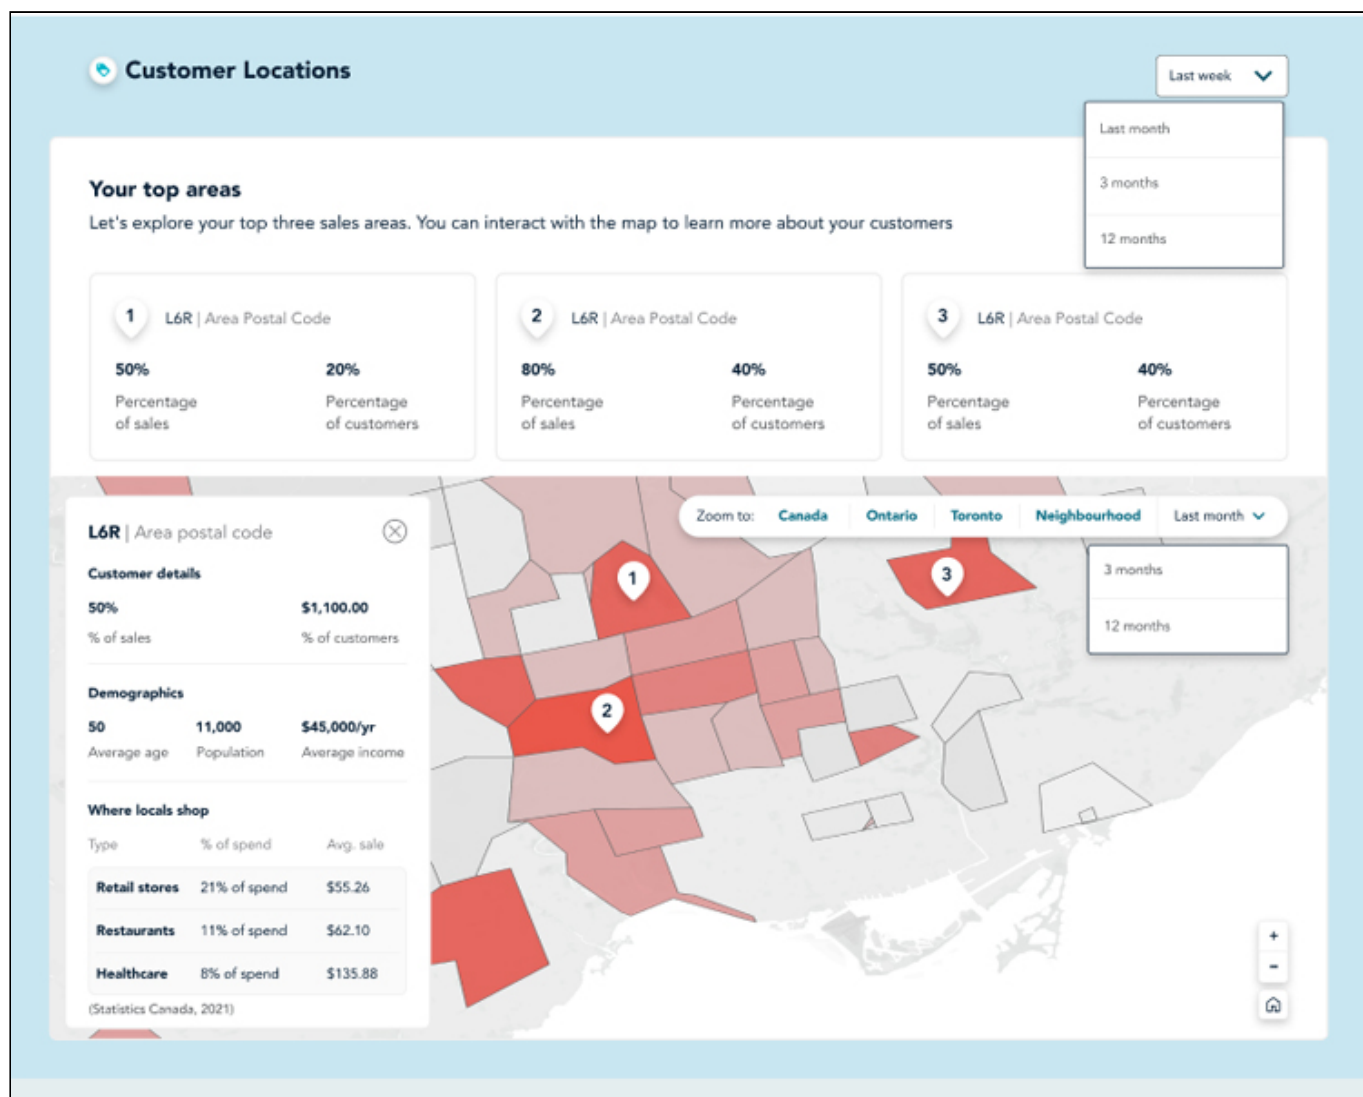 Customer Locations
Last week
Last month
3 months
12 months
Your top areas
Let's explore your top three sales areas. You can interact with the map to learn more about your customers
1 L6R | Area Postal Code
50% 20%
Percentage Percentage
of sales of customers
2 L6R | Area Postal Code
80% 40%
Percentage Percentage
of sales of customers
3 L6R | Area Postal Code
50% 40%
Percentage Percentage
of sales of customers
L6R | Area postal code
Customer details
50% $1,100.00
% of sales % of customers
Demographics
50 11,000 $45,000/yr
Average age Population Average income
Where locals shop
Type % of spend Avg. sale
Retail stores 21% of spend $55.26
Restaurants 11% of spend $62.10
Healthcare 8% of spend $135.88
(Statistics Canada, 2021)
Zoom to: Canada Ontario Toronto Neighbourhood Last month
3 months
12 months
1
2
3
+
-